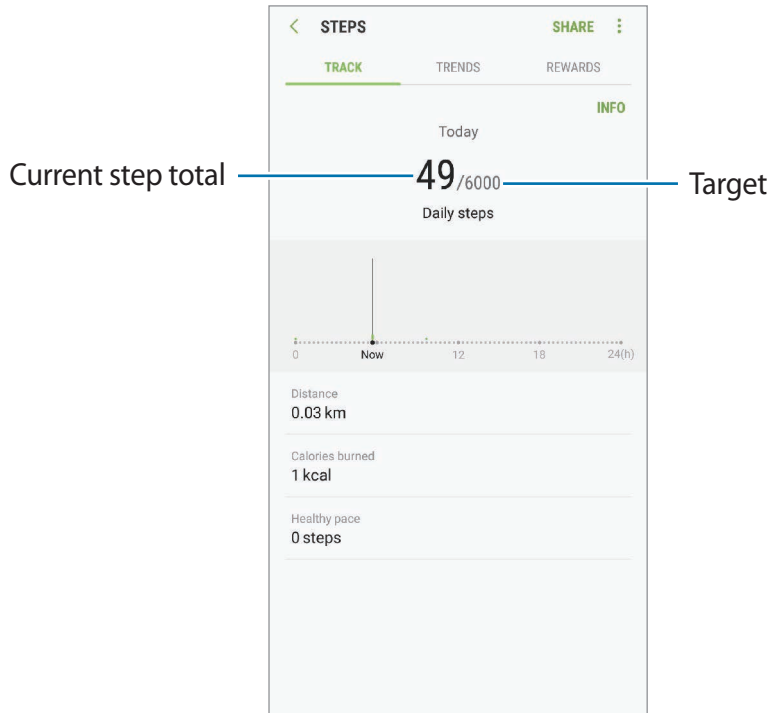 STEPS SHARE
TRACK TRENDS REWARDS
INFO
Today
Current step total 49/6000 Target
Daily steps
0 Now 12 18 24(h)
Distance
0.03 km
Calories burned
1 kcal
Healthy pace
0 steps